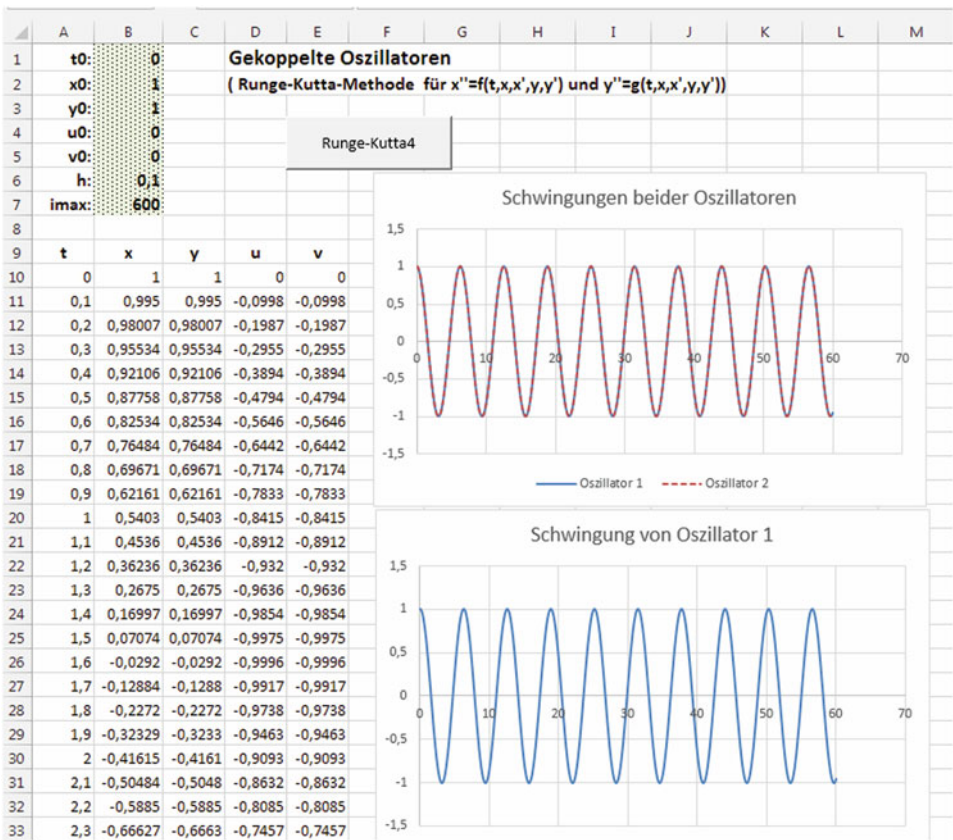 A B C D E F G H I J K L M
1 t0: 0 Gekoppelte Oszillatoren
2 x0: 1 ( Runge-Kutta-Methode für x''=f(t,x,x',y,y') und y''=g(t,x,x',y,y'))
3 y0: 1
4 u0: 0
5 v0: 0
Runge-Kutta4
6 h: 0,1
7 imax: 600
8
9 t x y u v
10 0 1 1 0 0
11 0,1 0,995 0,995 -0,0998 -0,0998
12 0,2 0,98007 0,98007 -0,1987 -0,1987
13 0,3 0,95534 0,95534 -0,2955 -0,2955
14 0,4 0,92106 0,92106 -0,3894 -0,3894
15 0,5 0,87758 0,87758 -0,4794 -0,4794
16 0,6 0,82534 0,82534 -0,5646 -0,5646
17 0,7 0,76484 0,76484 -0,6442 -0,6442
18 0,8 0,69671 0,69671 -0,7174 -0,7174
19 0,9 0,62161 0,62161 -0,7833 -0,7833
20 1 0,5403 0,5403 -0,8415 -0,8415
21 1,1 0,4536 0,4536 -0,8912 -0,8912
22 1,2 0,36236 0,36236 -0,932 -0,932
23 1,3 0,2675 0,2675 -0,9636 -0,9636
24 1,4 0,16997 0,16997 -0,9854 -0,9854
25 1,5 0,07074 0,07074 -0,9975 -0,9975
26 1,6 -0,0292 -0,0292 -0,9996 -0,9996
27 1,7 -0,12884 -0,1288 -0,9917 -0,9917
28 1,8 -0,2272 -0,2272 -0,9738 -0,9738
29 1,9 -0,32329 -0,3233 -0,9463 -0,9463
30 2 -0,41615 -0,4161 -0,9093 -0,9093
31 2,1 -0,50484 -0,5048 -0,8632 -0,8632
32 2,2 -0,5885 -0,5885 -0,8085 -0,8085
33 2,3 -0,66627 -0,6663 -0,7457 -0,7457
Schwingungen beider Oszillatoren
1,5
1
0,5
0
0 10 20 30 40 50 60 70
-0,5
-1
-1,5
Oszillator 1 Oszillator 2
Schwingung von Oszillator 1
1,5
1
0,5
0
0 10 20 30 40 50 60 70
-0,5
-1
-1,5